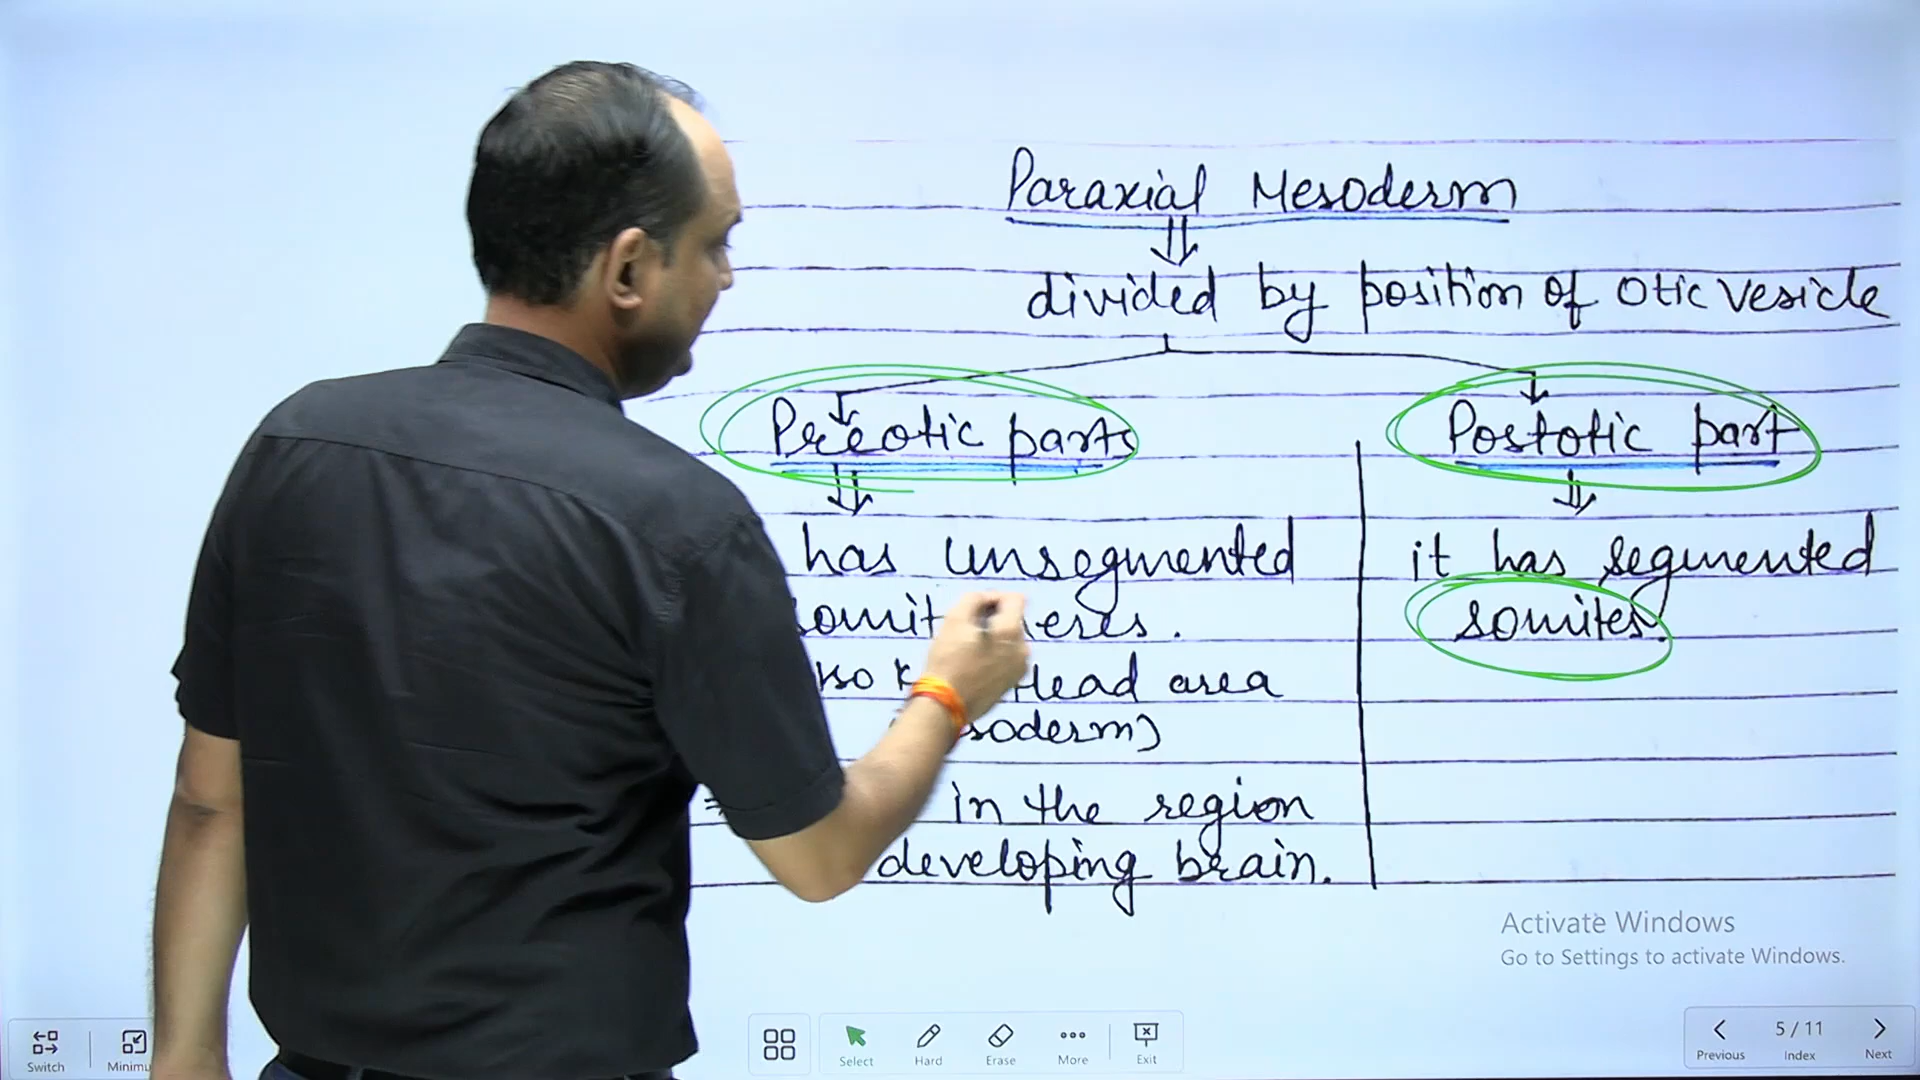 Paraxial Mesoderm
divided by position of Otic Vesicle
Preotic parts
Postotic part
has unsegmented
it has segmented
somites.
Head area
in the region
developing brain.
Activate Windows
Go to Settings to activate Windows.
Switch
Select
Hard
Erase
More
Exit
Previous
5 / 11
Index
Next